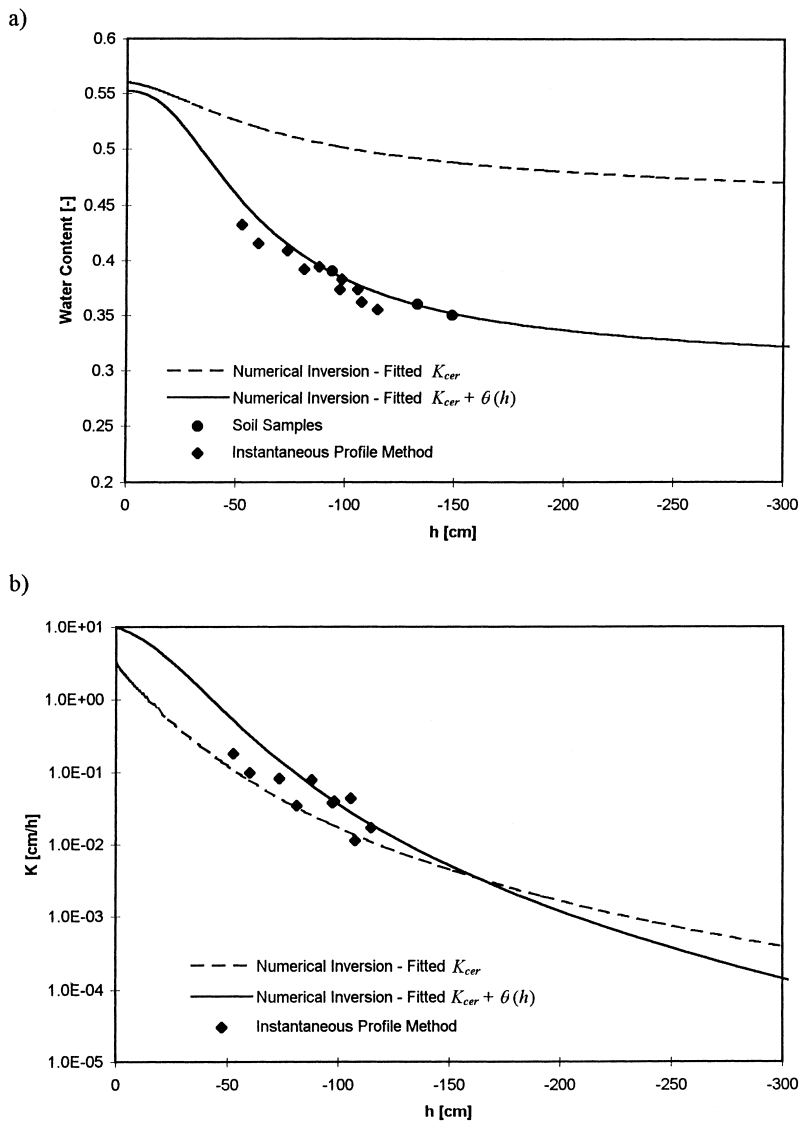 a)
0.6
0.55
0.5
0.45
0.4
0.35
0.3
0.25
0.2
Water Content [-]
Numerical Inversion - Fitted Kcer
Numerical Inversion - Fitted Kcer + θ(h)
Soil Samples
Instantaneous Profile Method
0 -50 -100 -150 -200 -250 -300
h [cm]
b)
1.0E+01
1.0E+00
1.0E-01
1.0E-02
1.0E-03
1.0E-04
1.0E-05
K [cm/h]
Numerical Inversion - Fitted Kcer
Numerical Inversion - Fitted Kcer + θ(h)
Instantaneous Profile Method
0 -50 -100 -150 -200 -250 -300
h [cm]